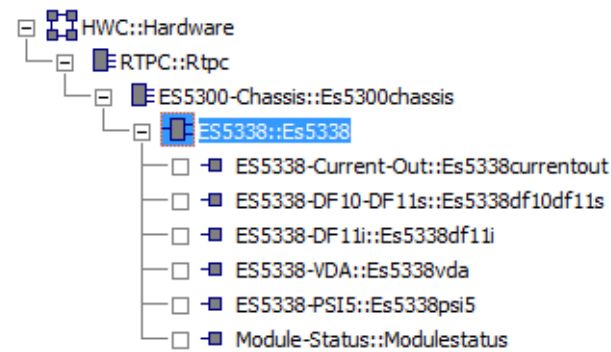 HWC::Hardware
RTPC::Rtpc
ES5300-Chassis::Es5300chassis
ES5338::Es5338
ES5338-Current-Out::Es5338currentout
ES5338-DF10-DF11s::Es5338df10df11s
ES5338-DF11i::Es5338df11i
ES5338-VDA::Es5338vda
ES5338-PSI5::Es5338psi5
Module-Status::Modulestatus